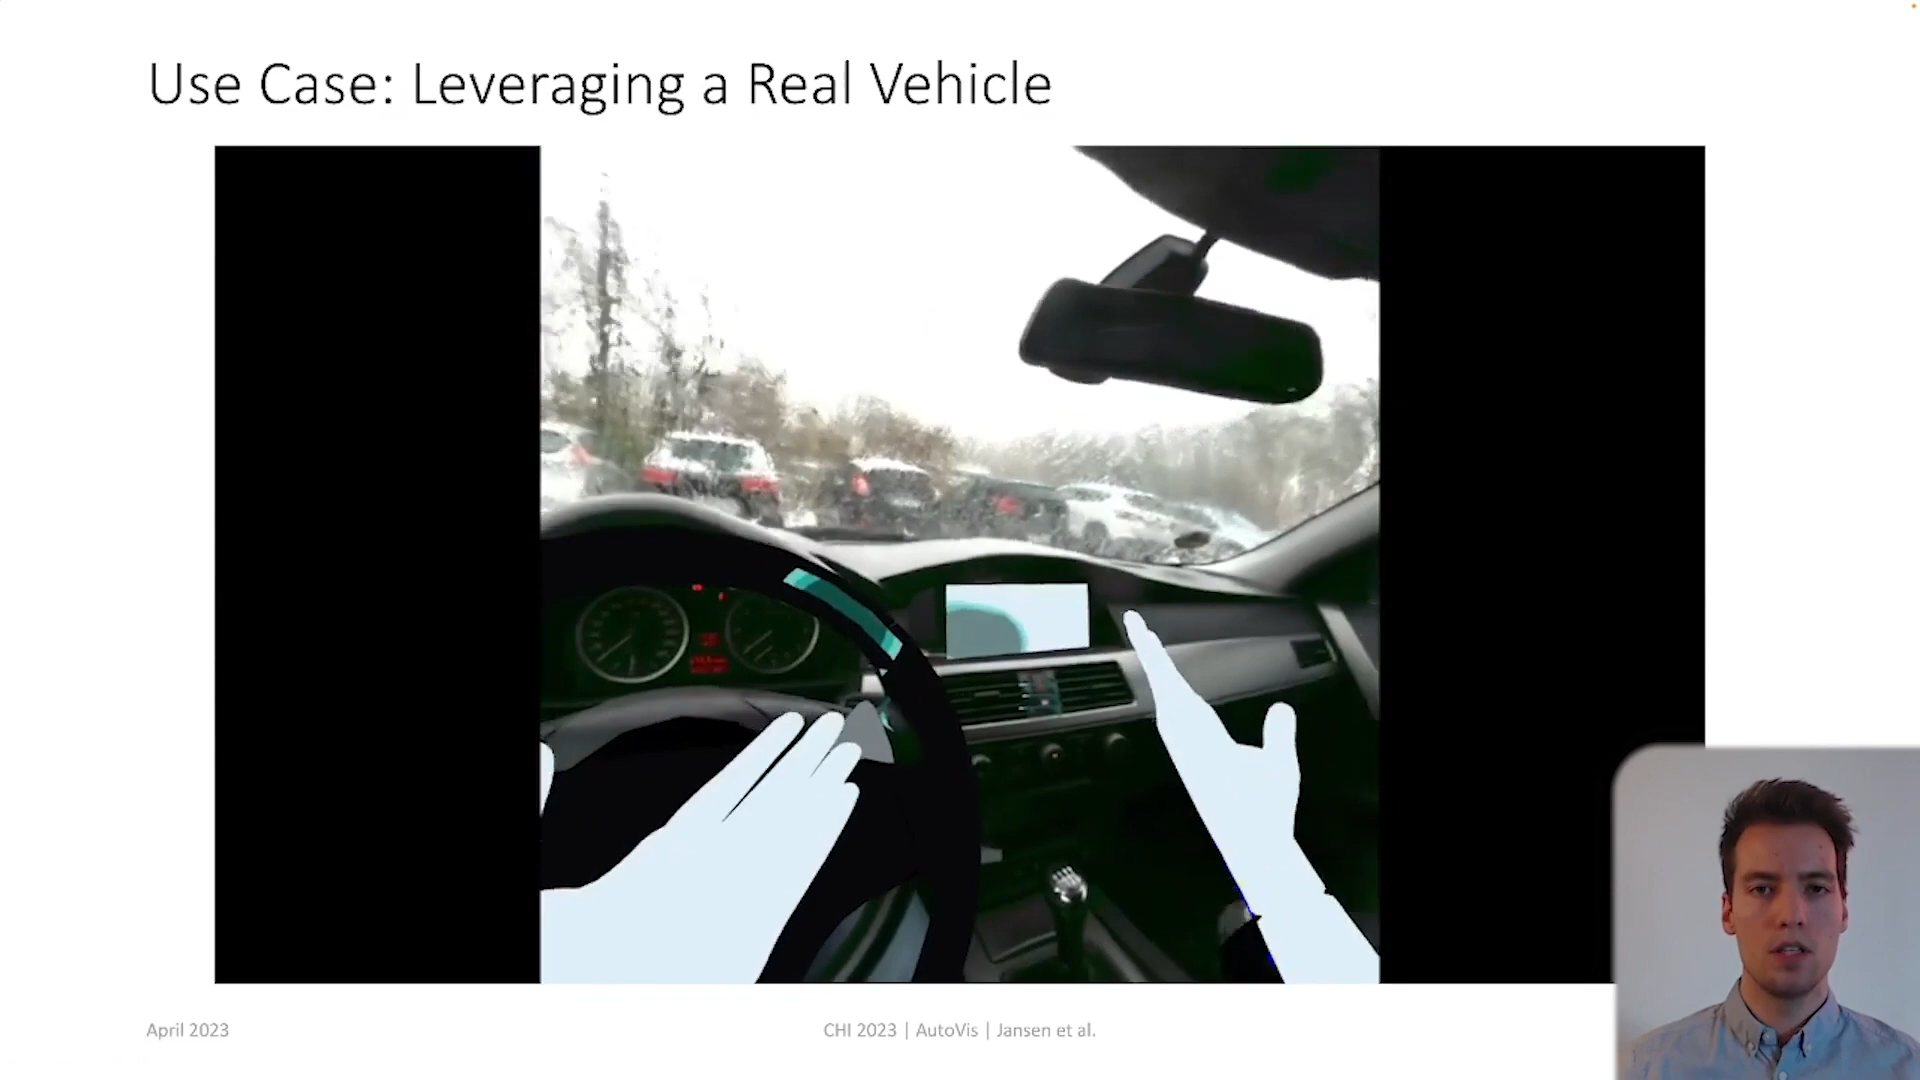 Use Case: Leveraging a Real Vehicle
April 2023
CHI 2023 | AutoVis | Jansen et al.